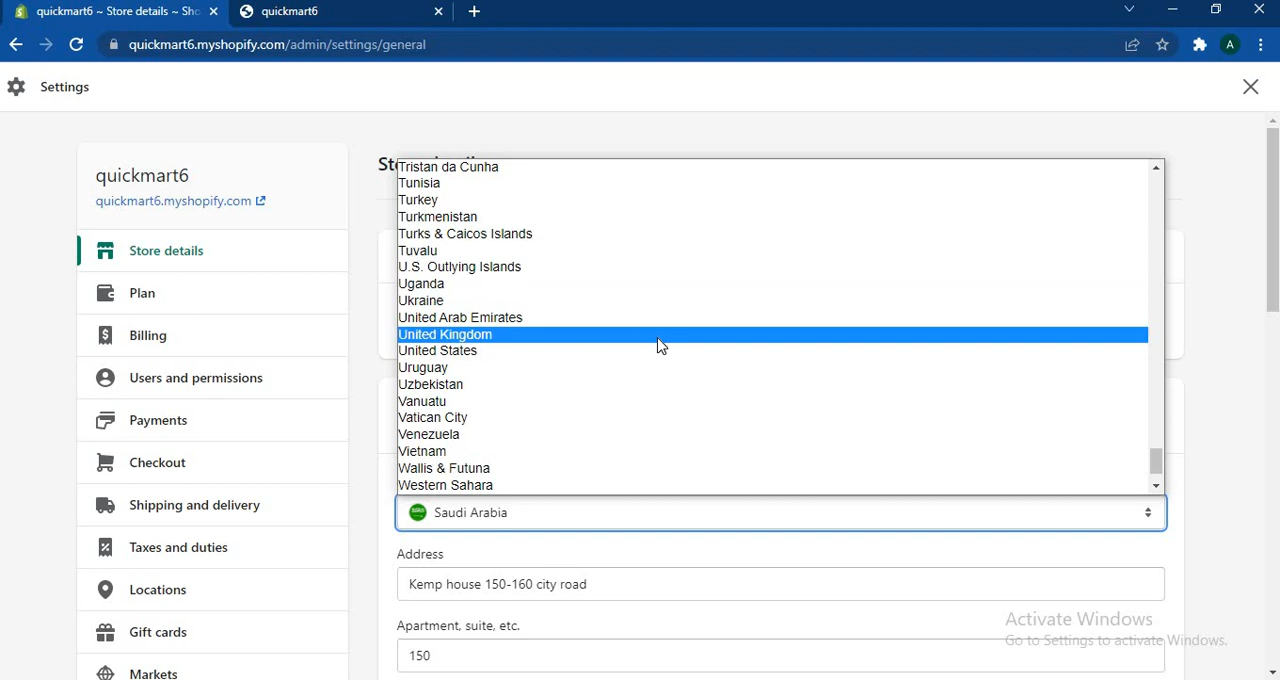 quickmart6 ~ Store details ~ Sho
quickmart6
quickmart6.myshopify.com/admin/settings/general
A
Settings
quickmart6
quickmart6.myshopify.com
Store details
Plan
Billing
Users and permissions
Payments
Checkout
Shipping and delivery
Taxes and duties
Locations
Gift cards
Markets
Tristan da Cunha
Tunisia
Turkey
Turkmenistan
Turks & Caicos Islands
Tuvalu
U.S. Outlying Islands
Uganda
Ukraine
United Arab Emirates
United Kingdom
United States
Uruguay
Uzbekistan
Vanuatu
Vatican City
Venezuela
Vietnam
Wallis & Futuna
Western Sahara
Saudi Arabia
Address
Kemp house 150-160 city road
Apartment, suite, etc.
150
Activate Windows
Go to Settings to activate Windows.